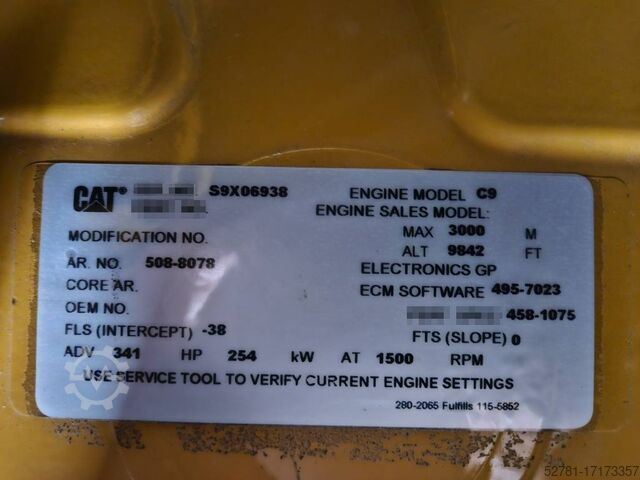 CAT® S9X06938 ENGINE MODEL C9
ENGINE SALES MODEL:
MODIFICATION NO. MAX 3000 M
ALT 9842 FT
AR. NO. 508-8078 ELECTRONICS GP
CORE AR. ECM SOFTWARE 495-7023
OEM NO. 458-1075
FLS (INTERCEPT) -38 FTS (SLOPE) 0
ADV 341 HP 254 kW AT 1500 RPM
USE SERVICE TOOL TO VERIFY CURRENT ENGINE SETTINGS
280-2065 Fulfills 115-5852
52781-17173357